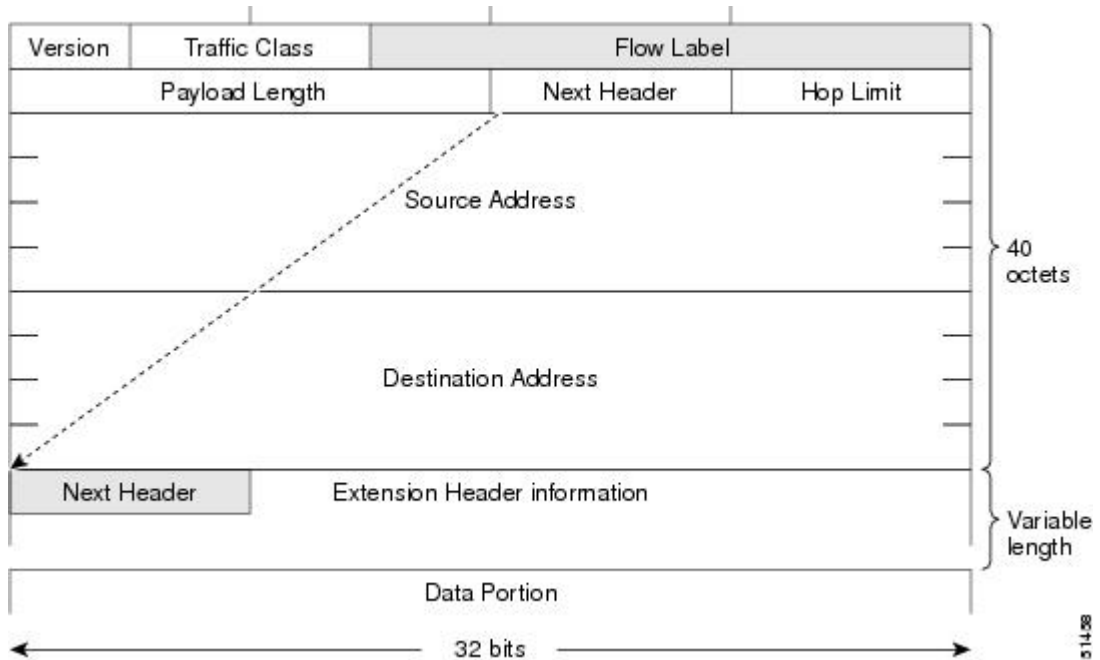 Version Traffic Class Flow Label
Payload Length Next Header Hop Limit
Source Address
40
octets
Destination Address
Next Header Extension Header information
Variable
length
Data Portion
32 bits
51458